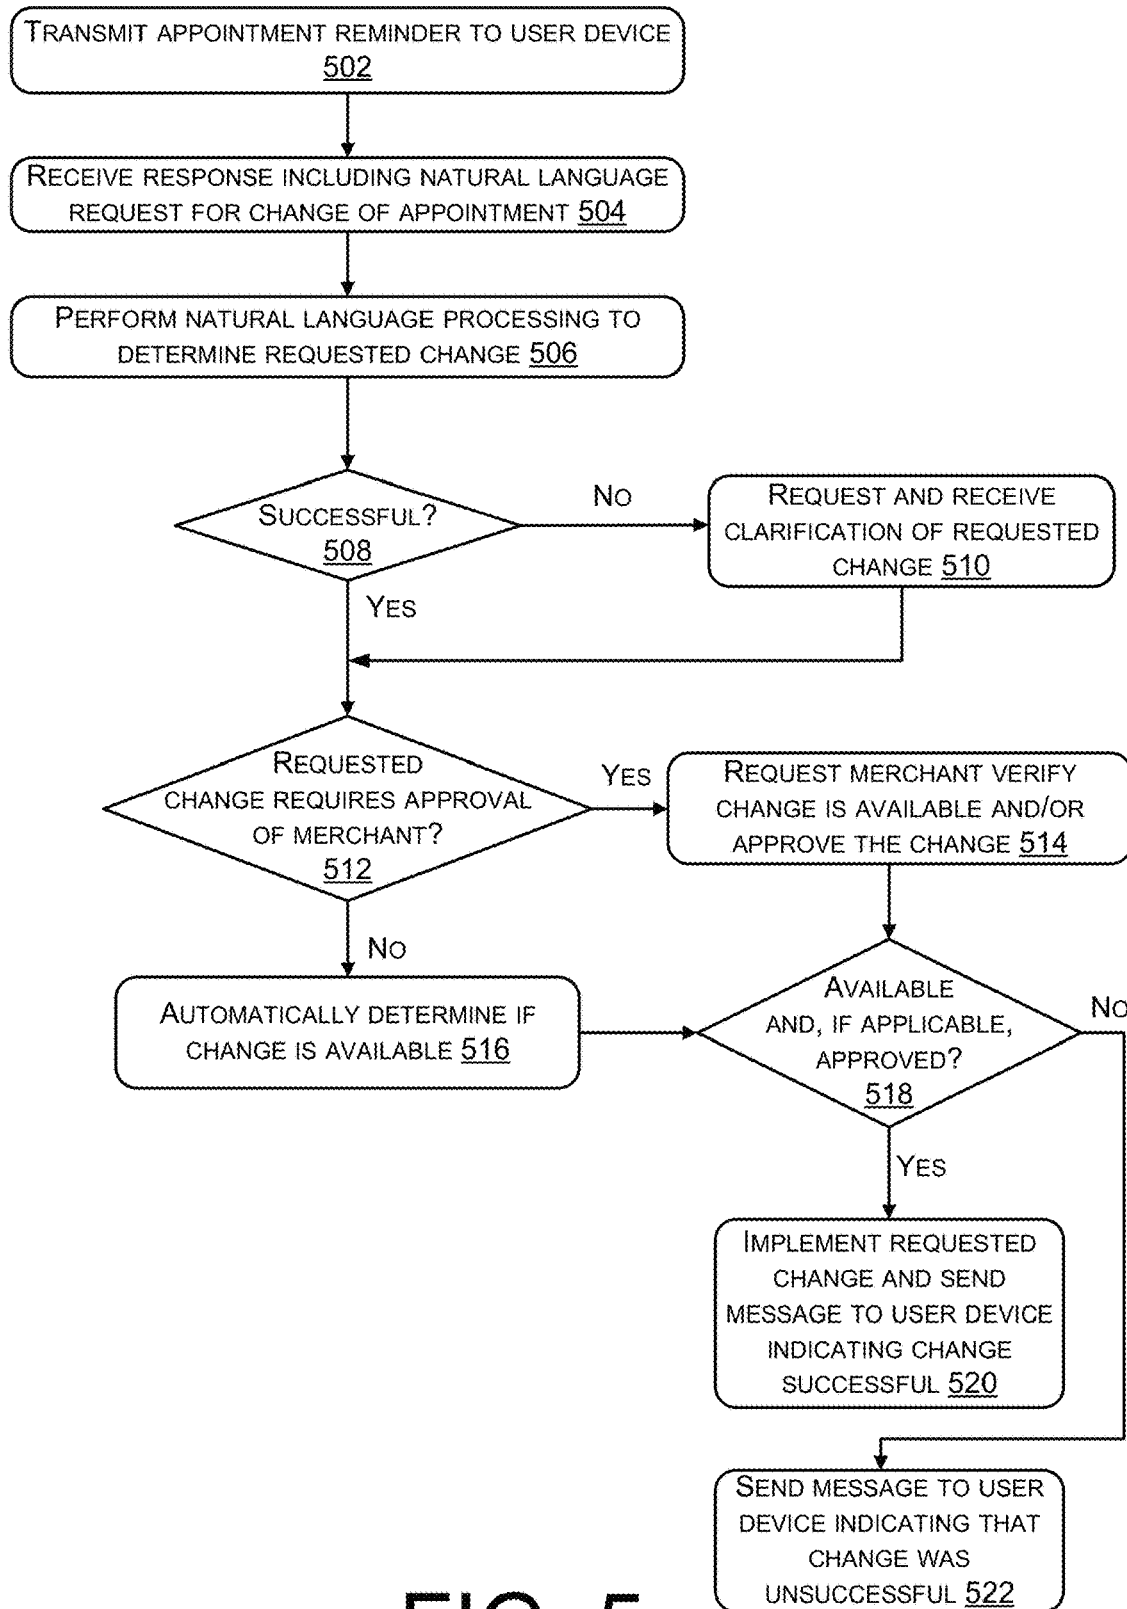 TRANSMIT APPOINTMENT REMINDER TO USER DEVICE
502
RECEIVE RESPONSE INCLUDING NATURAL LANGUAGE
REQUEST FOR CHANGE OF APPOINTMENT 504
PERFORM NATURAL LANGUAGE PROCESSING TO
DETERMINE REQUESTED CHANGE 506
SUCCESSFUL?
508
NO
REQUEST AND RECEIVE
CLARIFICATION OF REQUESTED
CHANGE 510
YES
REQUESTED
CHANGE REQUIRES APPROVAL
OF MERCHANT?
512
YES
REQUEST MERCHANT VERIFY
CHANGE IS AVAILABLE AND/OR
APPROVE THE CHANGE 514
NO
AUTOMATICALLY DETERMINE IF
CHANGE IS AVAILABLE 516
AVAILABLE
AND, IF APPLICABLE,
APPROVED?
518
NO
YES
IMPLEMENT REQUESTED
CHANGE AND SEND
MESSAGE TO USER DEVICE
INDICATING CHANGE
SUCCESSFUL 520
SEND MESSAGE TO USER
DEVICE INDICATING THAT
CHANGE WAS
UNSUCCESSFUL 522
FIG. 5